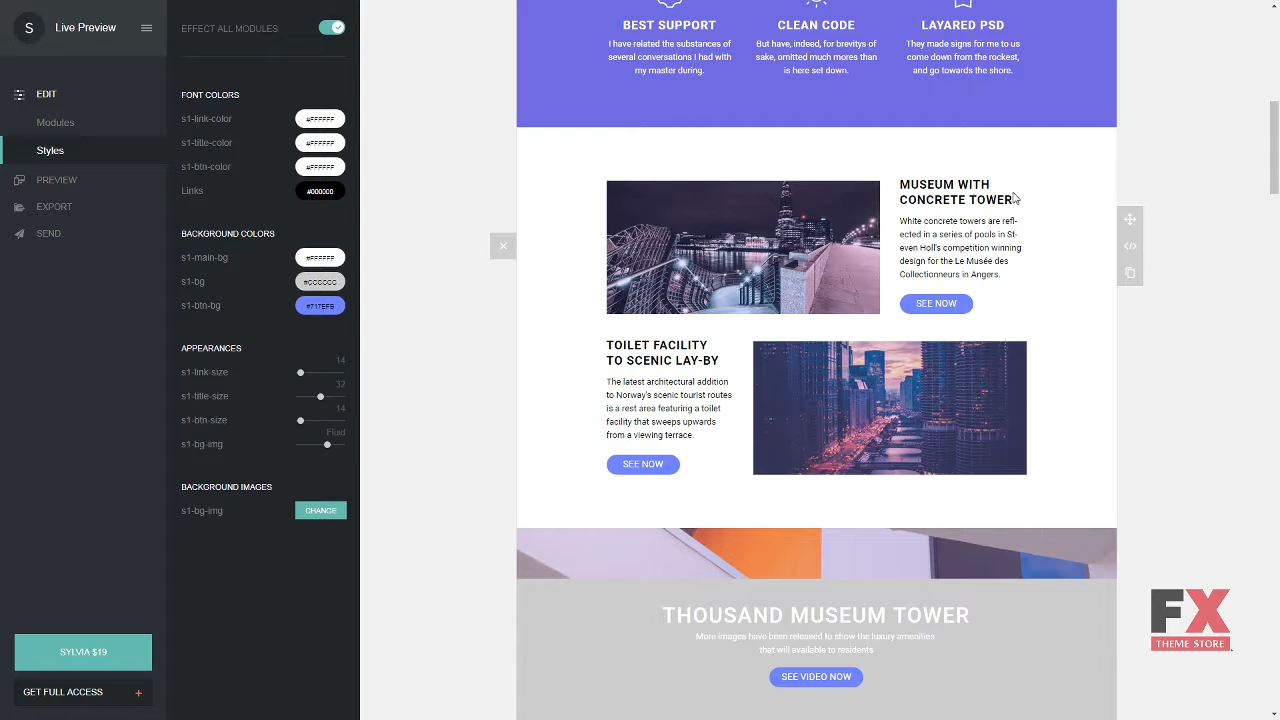 S
Live Preview
EDIT
Modules
Styles
PREVIEW
EXPORT
SEND
SYLVIA $19
GET FULL ACCESS +
EFFECT ALL MODULES
FONT COLORS
s1-link-color #FFFFFF
s1-title-color #FFFFFF
s1-btn-color #FFFFFF
Links #000000
BACKGROUND COLORS
s1-main-bg #FFFFFF
s1-bg #CCCCCC
s1-btn-bg #717EFB
APPEARANCES
14
s1-link-size
32
s1-title-size
14
s1-btn-size
Fluid
s1-bg-img
BACKGROUND IMAGES
s1-bg-img CHANGE
BEST SUPPORT
I have related the substances of
several conversations I had with
my master during.
CLEAN CODE
But have, indeed, for brevitys of
sake, omitted much mores than
is here set down.
LAYARED PSD
They made signs for me to us
come down from the rockest,
and go towards the shore.
MUSEUM WITH
CONCRETE TOWER
White concrete towers are refl-
ected in a series of pools in St-
even Holl's competition winning
design for the Le Musée des
Collectionneurs in Angers.
SEE NOW
TOILET FACILITY
TO SCENIC LAY-BY
The latest architectural addition
to Norway's scenic tourist routes
is a rest area featuring a toilet
facility that sweeps upwards
from a viewing terrace.
SEE NOW
THOUSAND MUSEUM TOWER
More images have been released to show the luxury amenities
that will available to residents
SEE VIDEO NOW
FX
THEME STORE